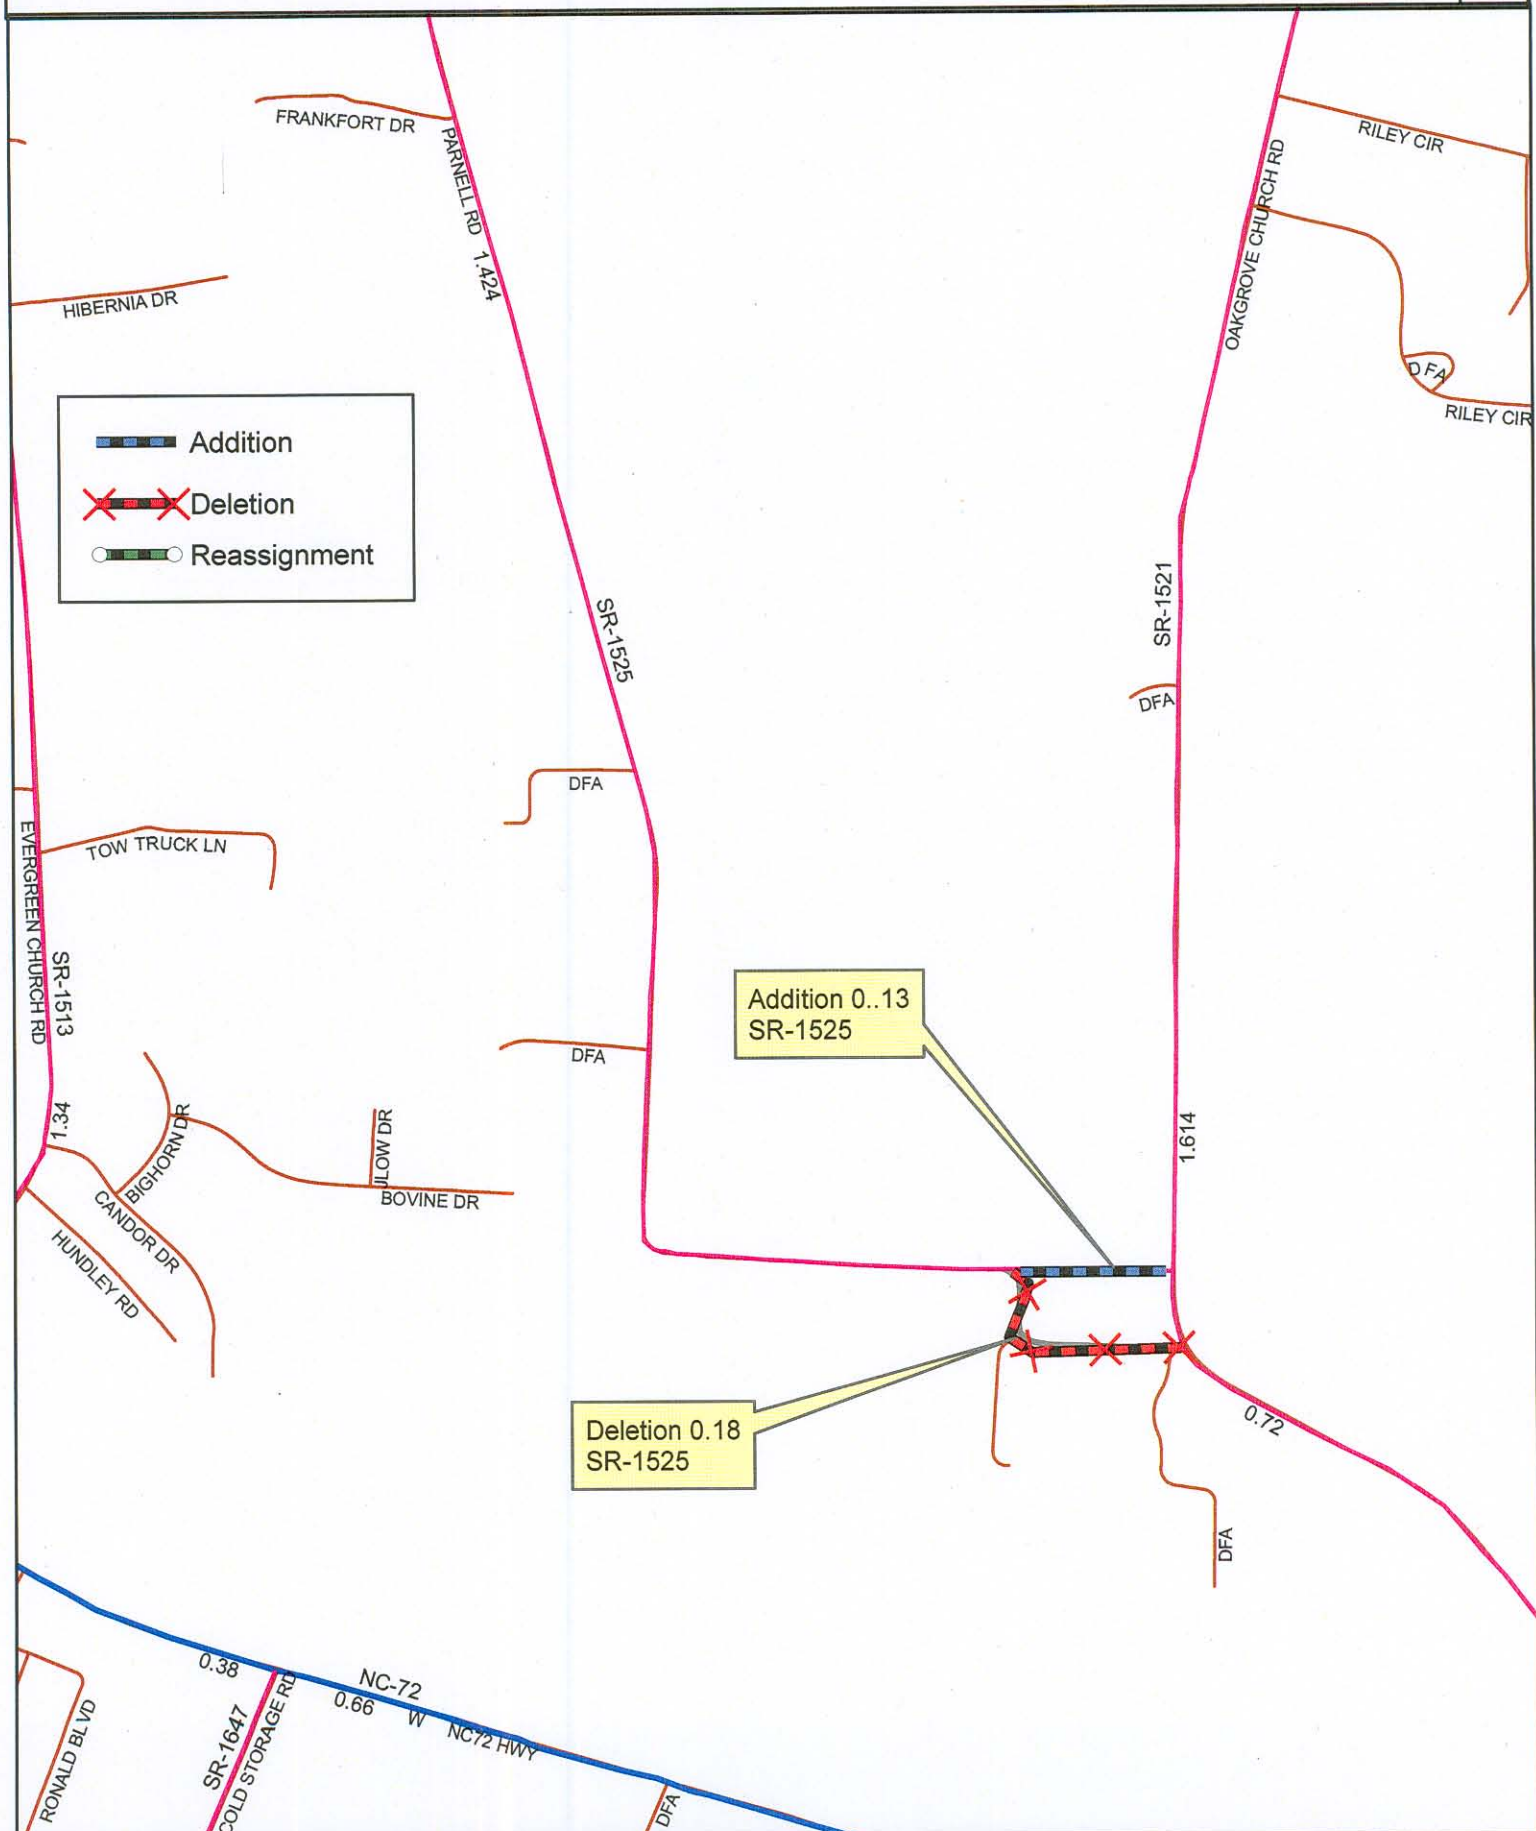 FRANKFORT DR
PARNELL RD 1.424
RILEY CIR
OAKGROVE CHURCH RD
HIBERNIA DR
D FA
RILEY CIR
Addition
Deletion
Reassignment
SR-1525
SR-1521
DFA
DFA
TOW TRUCK LN
EVERGREEN CHURCH RD
SR-1513
Addition 0..13
SR-1525
DFA
1.34
BIGHORN DR
JLOW DR
BOVINE DR
CANDOR DR
HUNDLEY RD
1.614
Deletion 0.18
SR-1525
0.72
DFA
0.38
NC-72
0.66
W NC72 HWY
SR-1647
COLD STORAGE RD
RONALD BLVD
DFA